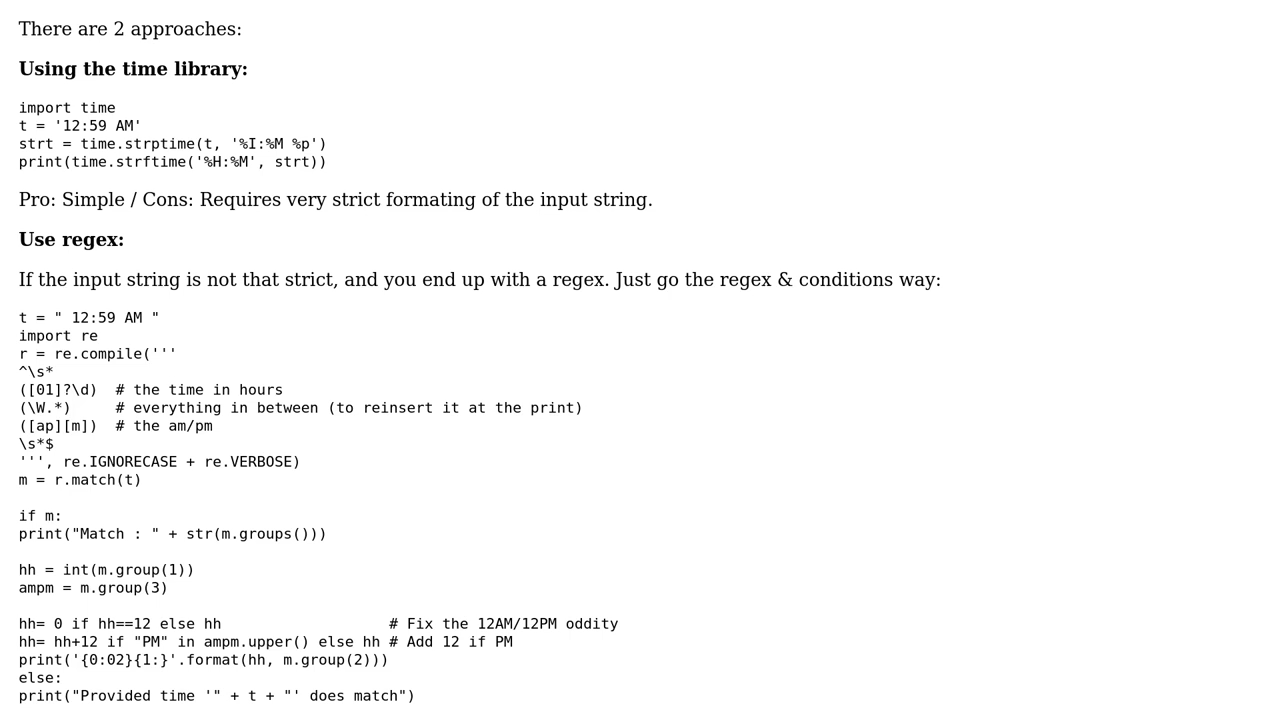 There are 2 approaches:
Using the time library:
import time
t = '12:59 AM'
strt = time.strptime(t, '%I:%M %p')
print(time.strftime('%H:%M', strt))
Pro: Simple / Cons: Requires very strict formating of the input string.
Use regex:
If the input string is not that strict, and you end up with a regex. Just go the regex & conditions way:
t = " 12:59 AM "
import re
r = re.compile('''
^\s*
([01]?\d)  # the time in hours
(\W.*)     # everything in between (to reinsert it at the print)
([ap][m])  # the am/pm
\s*$
''', re.IGNORECASE + re.VERBOSE)
m = r.match(t)
if m:
print("Match : " + str(m.groups()))
hh = int(m.group(1))
ampm = m.group(3)
hh= 0 if hh==12 else hh                   # Fix the 12AM/12PM oddity
hh= hh+12 if "PM" in ampm.upper() else hh # Add 12 if PM
print('{0:02}{1:}'.format(hh, m.group(2)))
else:
print("Provided time '" + t + "' does match")